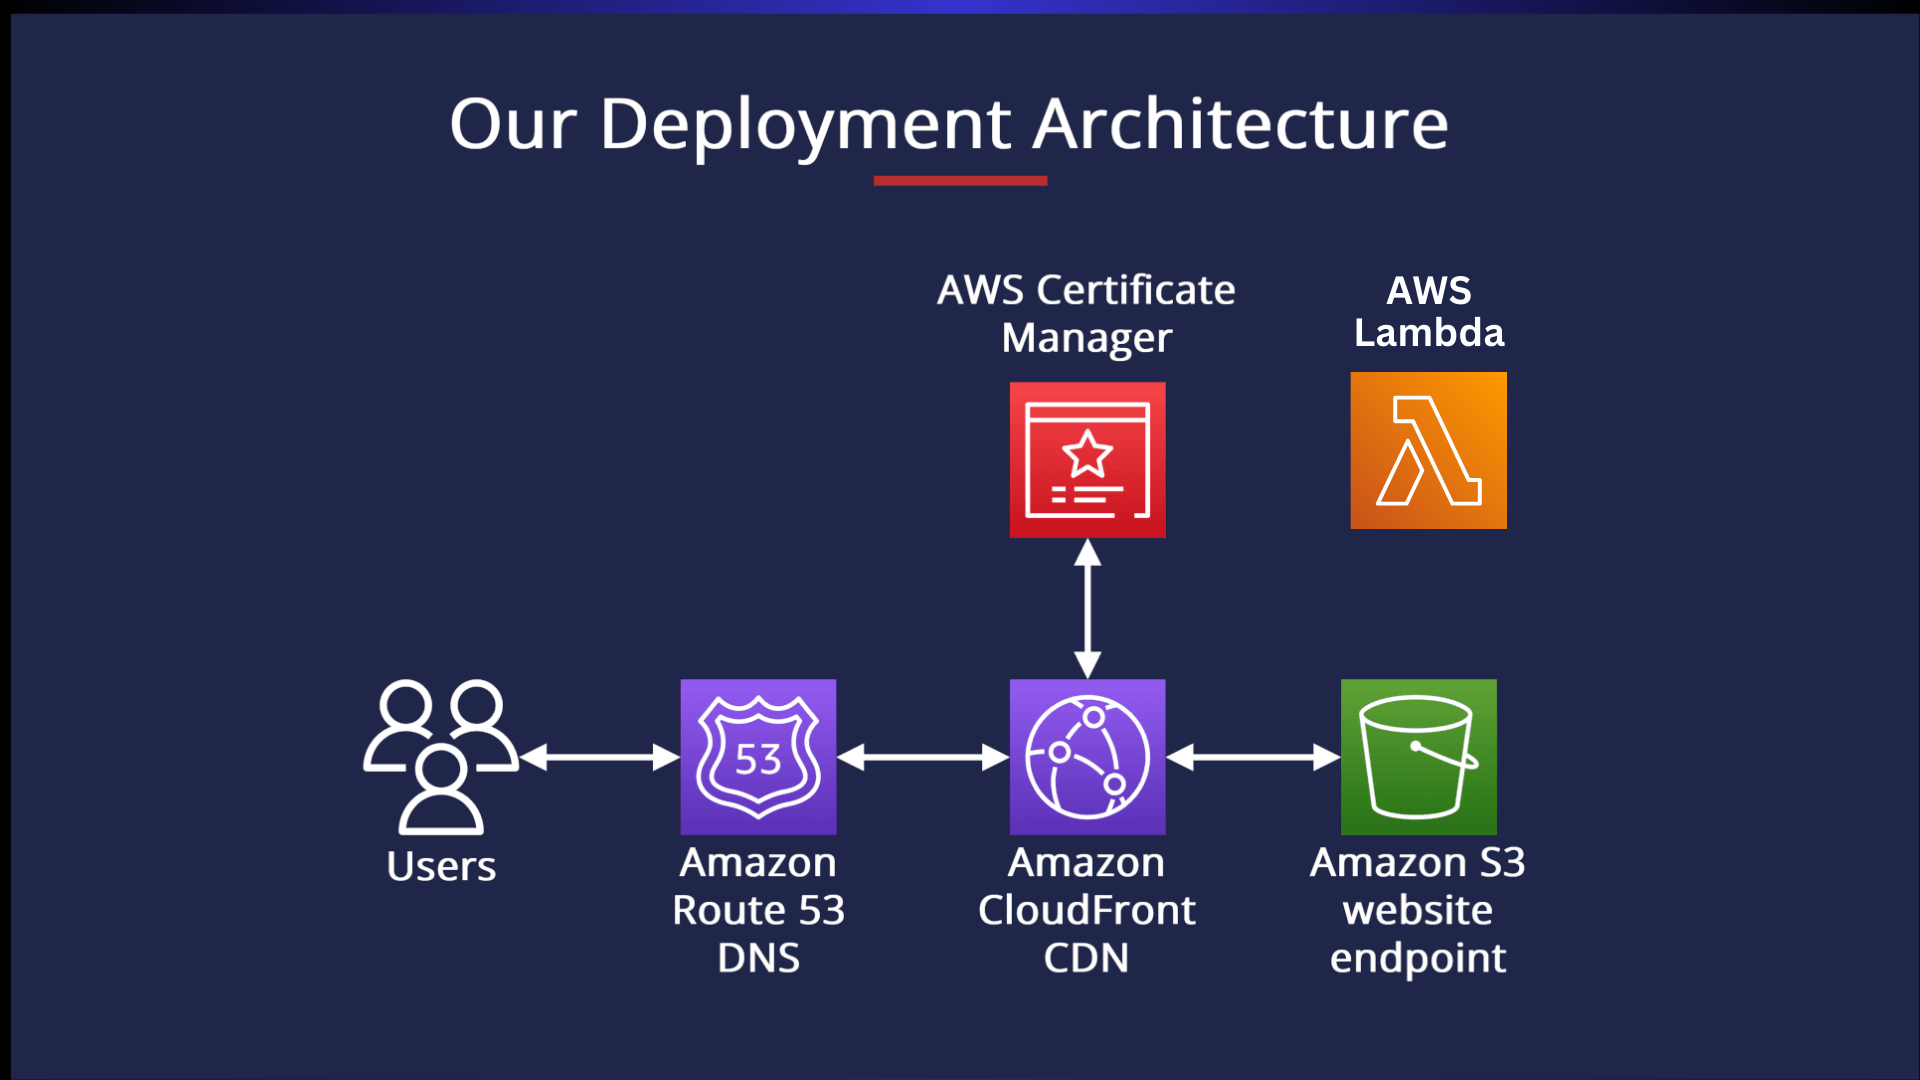 Our Deployment Architecture
AWS Certificate
Manager
AWS
Lambda
53
Users
Amazon
Route 53
DNS
Amazon
CloudFront
CDN
Amazon S3
website
endpoint